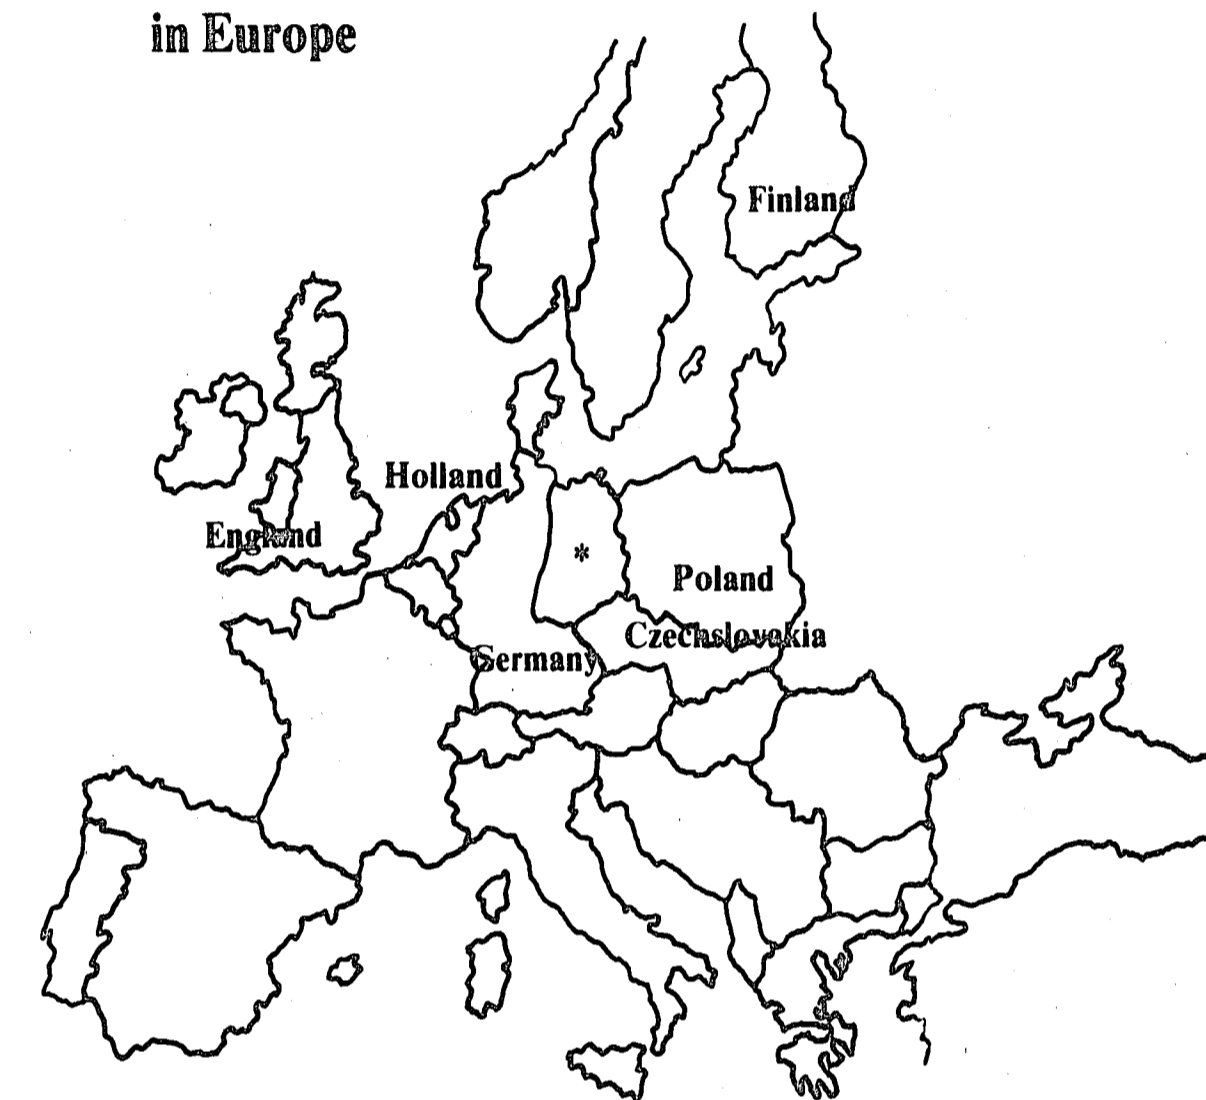 in Europe
Finland
Holland
England
*
Poland
Czechslovakia
Germany